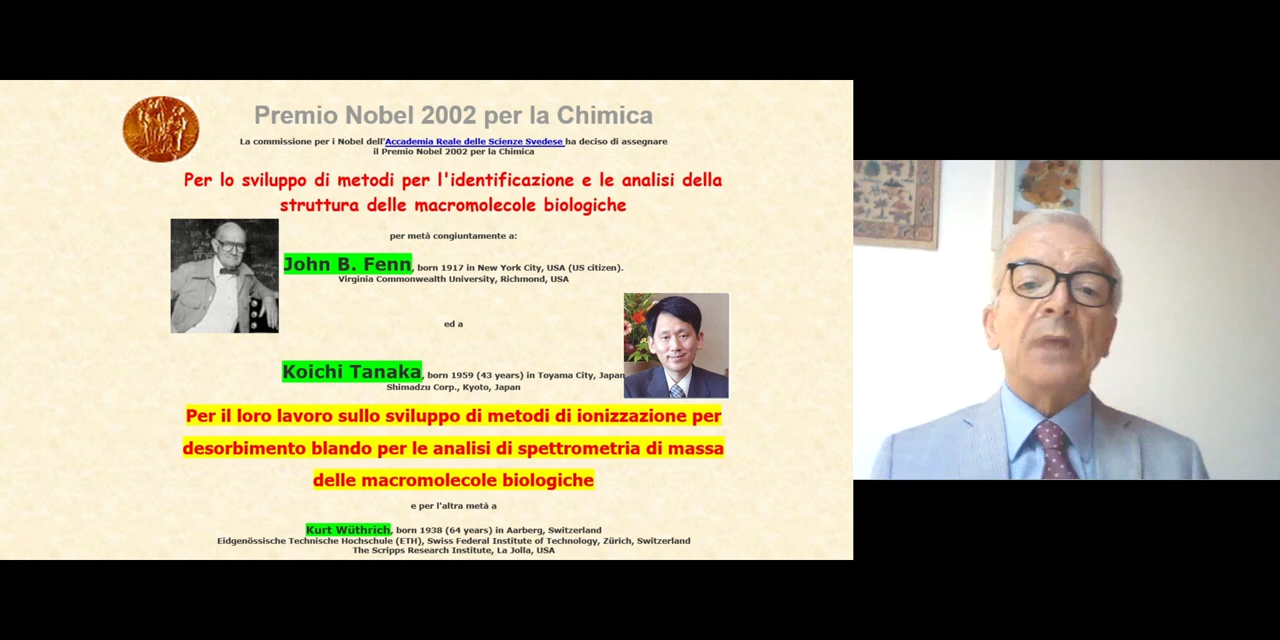 Premio Nobel 2002 per la Chimica
La commissione per i Nobel dell'Accademia Reale delle Scienze Svedese ha deciso di assegnare
il Premio Nobel 2002 per la Chimica
Per lo sviluppo di metodi per l'identificazione e le analisi della
struttura delle macromolecole biologiche
per metà congiuntamente a:
John B. Fenn, born 1917 in New York City, USA (US citizen).
Virginia Commonwealth University, Richmond, USA
ed a
Koichi Tanaka, born 1959 (43 years) in Toyama City, Japan
Shimadzu Corp., Kyoto, Japan
Per il loro lavoro sullo sviluppo di metodi di ionizzazione per
desorbimento blando per le analisi di spettrometria di massa
delle macromolecole biologiche
e per l'altra metà a
Kurt Wüthrich, born 1938 (64 years) in Aarberg, Switzerland
Eidgenössische Technische Hochschule (ETH), Swiss Federal Institute of Technology, Zürich, Switzerland
The Scripps Research Institute, La Jolla, USA